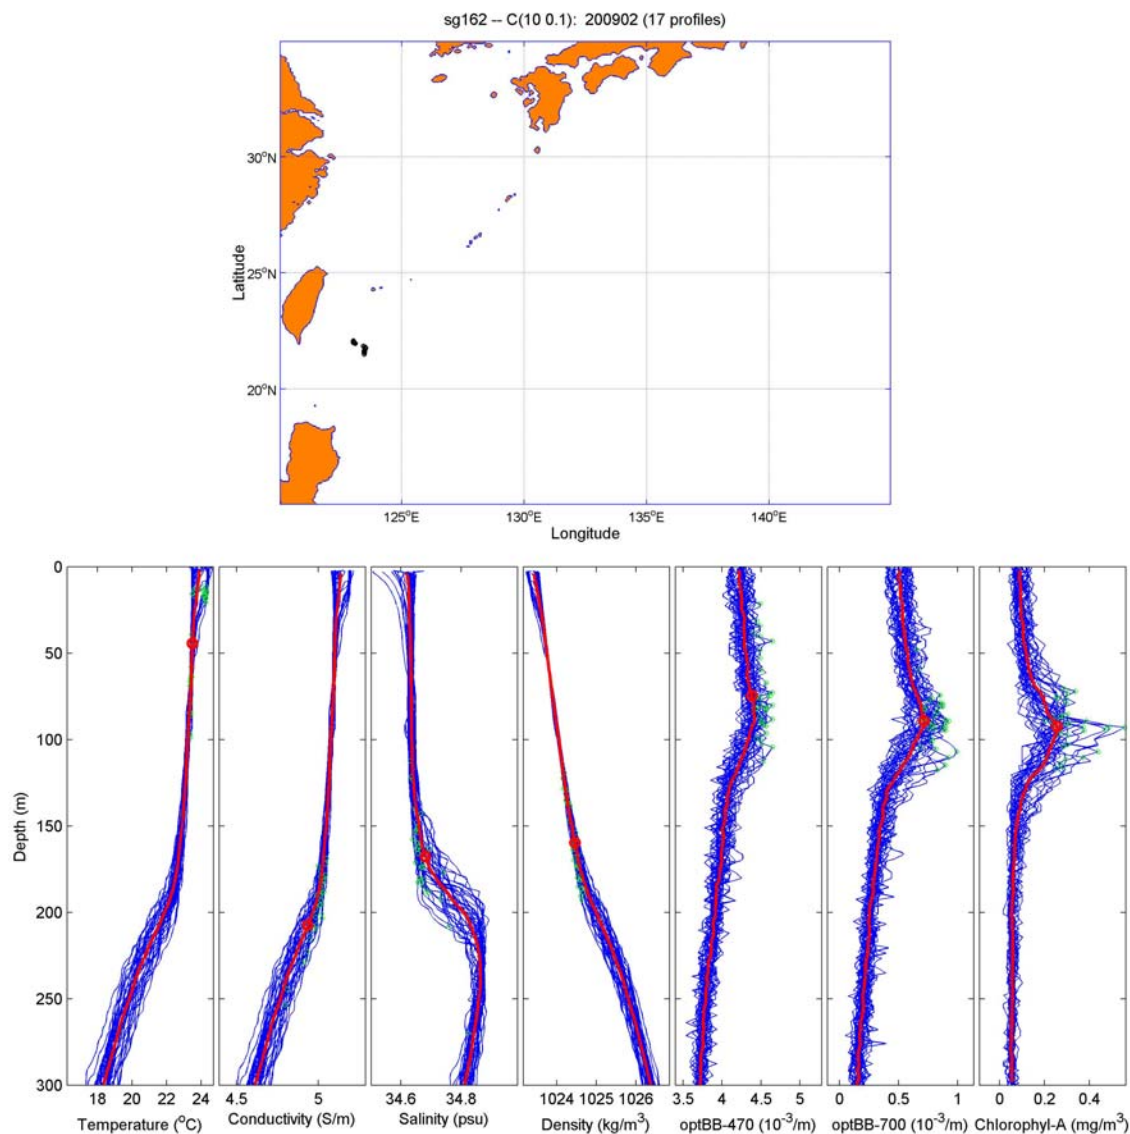 sg162 -- C(10 0.1):  200902 (17 profiles)
30°N
25°N
20°N
Latitude
125°E 130°E 135°E 140°E
Longitude
0
50
100
150
200
250
300
Depth (m)
18 20 22 24 4.5 5 34.6 34.8 1024 1025 1026 3.5 4 4.5 5 0 0.5 1 0 0.2 0.4 0.6
Temperature (°C) Conductivity (S/m) Salinity (psu) Density (kg/m³) optBB-470 (10⁻³/m) optBB-700 (10⁻³/m) Chlorophyl-A (mg/m³)